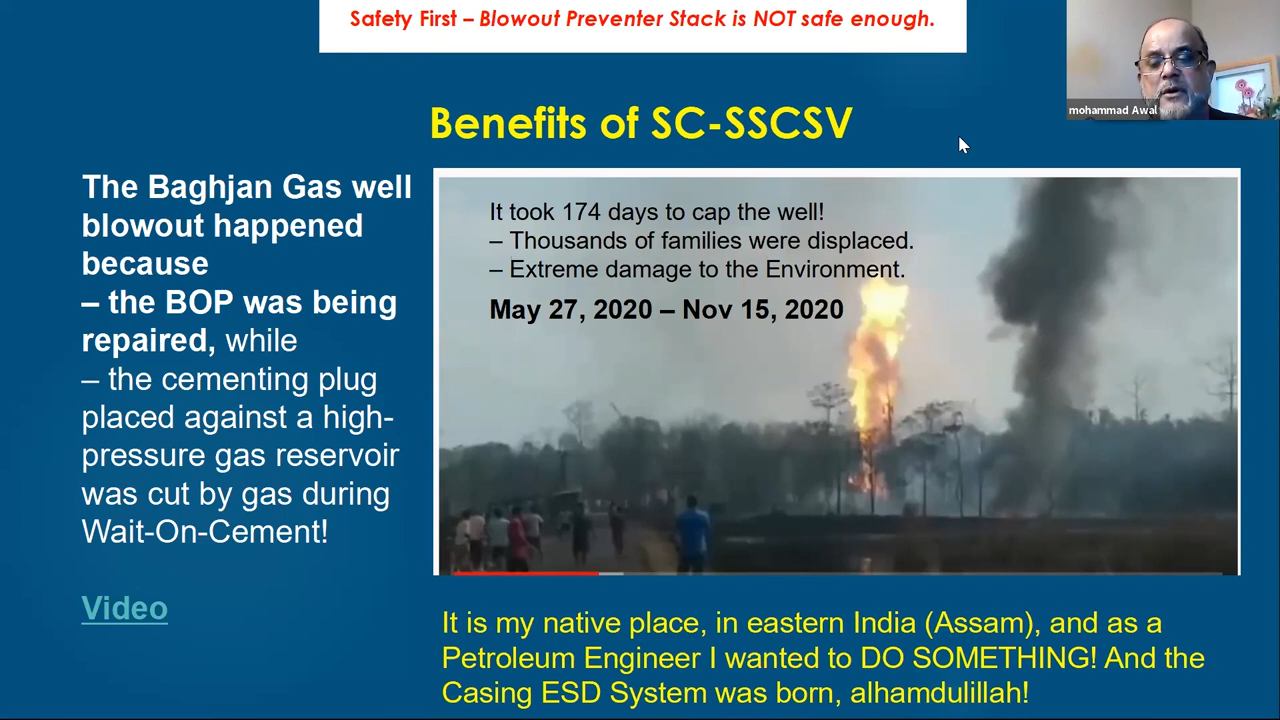 Safety First – Blowout Preventer Stack is NOT safe enough.
mohammad Awal
Benefits of SC-SSCSV
The Baghjan Gas well
blowout happened
because
– the BOP was being
repaired, while
– the cementing plug
placed against a high-
pressure gas reservoir
was cut by gas during
Wait-On-Cement!
Video
It took 174 days to cap the well!
– Thousands of families were displaced.
– Extreme damage to the Environment.
May 27, 2020 – Nov 15, 2020
It is my native place, in eastern India (Assam), and as a
Petroleum Engineer I wanted to DO SOMETHING! And the
Casing ESD System was born, alhamdulillah!